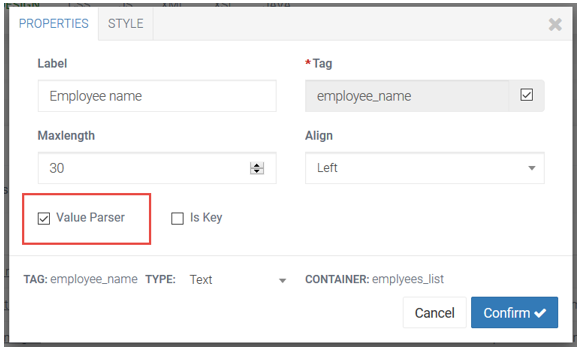 PROPERTIES STYLE
Label
*Tag
Employee name
employee_name
Maxlength
Align
30
Left
Value Parser
Is Key
TAG: employee_name TYPE: Text CONTAINER: emplyees_list
Cancel
Confirm